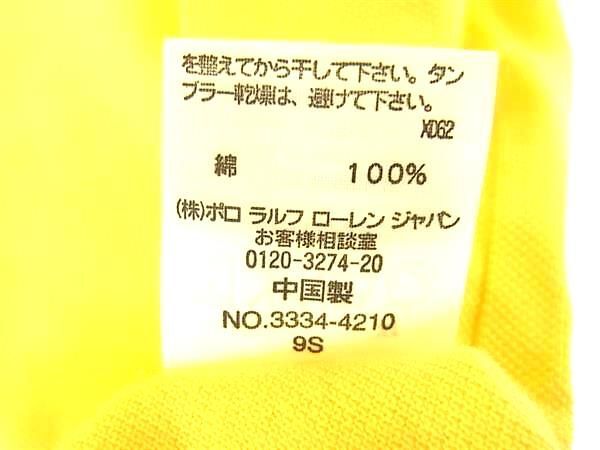 を整えてから干して下さい。タン
ブラー乾燥は、避けて下さい。
XD62
綿 100%
(株)ポロ ラルフ ローレン ジャパン
お客様相談室
0120-3274-20
中国製
NO.3334-4210
9S